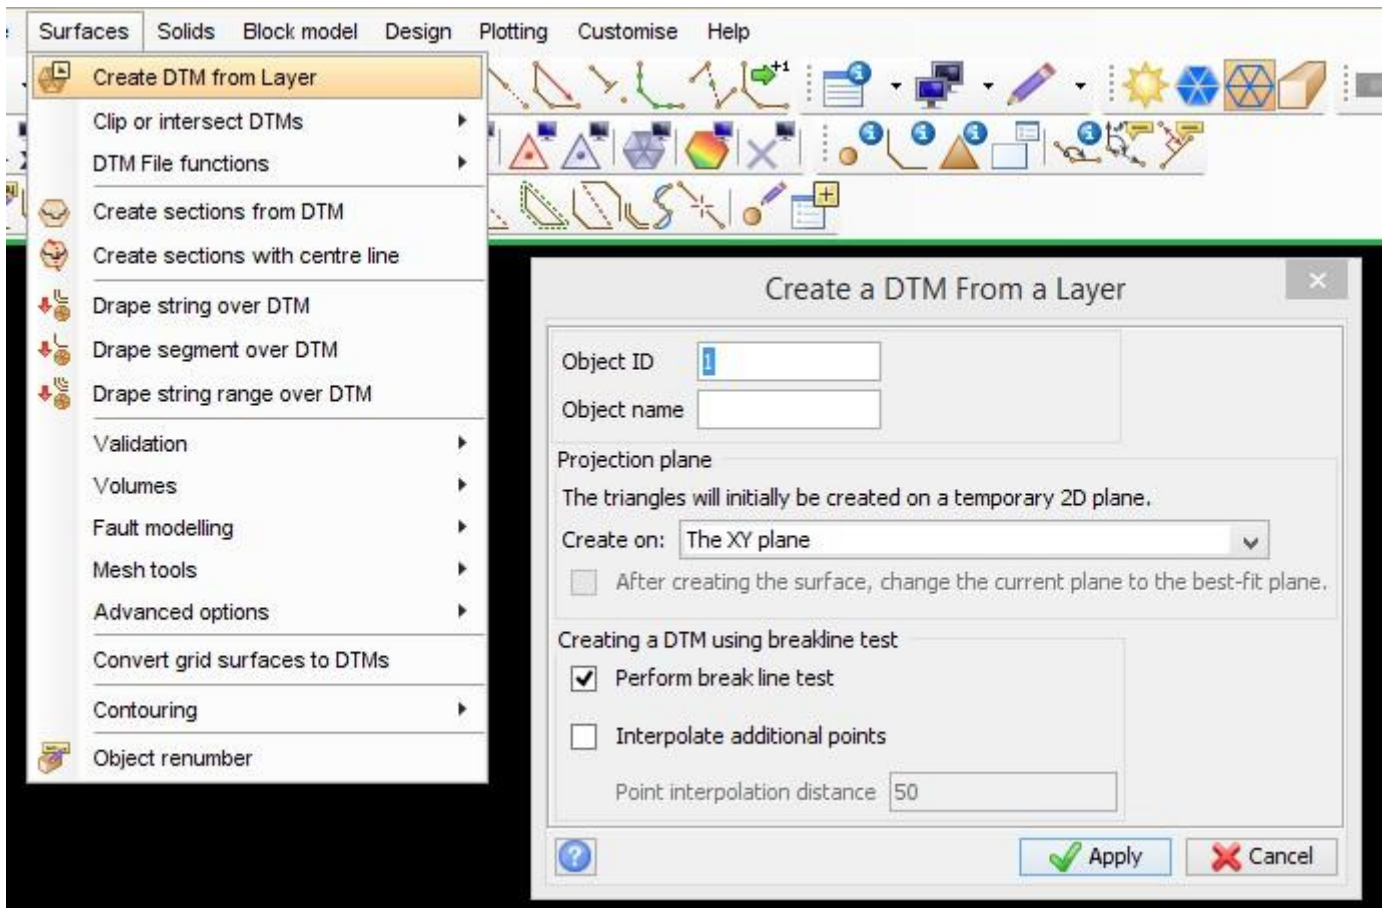 Surfaces Solids Block model Design Plotting Customise Help
Create DTM from Layer
Clip or intersect DTMs
DTM File functions
Create sections from DTM
Create sections with centre line
Drape string over DTM
Drape segment over DTM
Drape string range over DTM
Validation
Volumes
Fault modelling
Mesh tools
Advanced options
Convert grid surfaces to DTMs
Contouring
Object renumber
+1
Create a DTM From a Layer
Object ID 1
Object name
Projection plane
The triangles will initially be created on a temporary 2D plane.
Create on: The XY plane
After creating the surface, change the current plane to the best-fit plane.
Creating a DTM using breakline test
Perform break line test
Interpolate additional points
Point interpolation distance 50
Apply Cancel